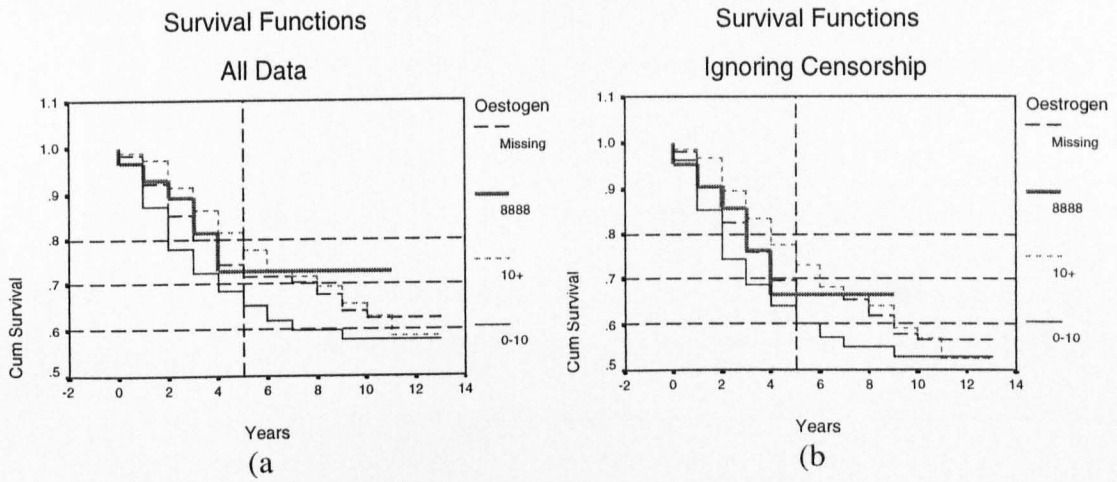 Survival Functions
All Data
1.1
1.0
.9
.8
.7
.6
.5
Cum Survival
-2 0 2 4 6 8 10 12 14
Years
(a
Oestogen
Missing
8888
10+
0-10
Survival Functions
Ignoring Censorship
1.1
1.0
.9
.8
.7
.6
.5
Cum Survival
-2 0 2 4 6 8 10 12 14
Years
(b
Oestrogen
Missing
8888
10+
0-10